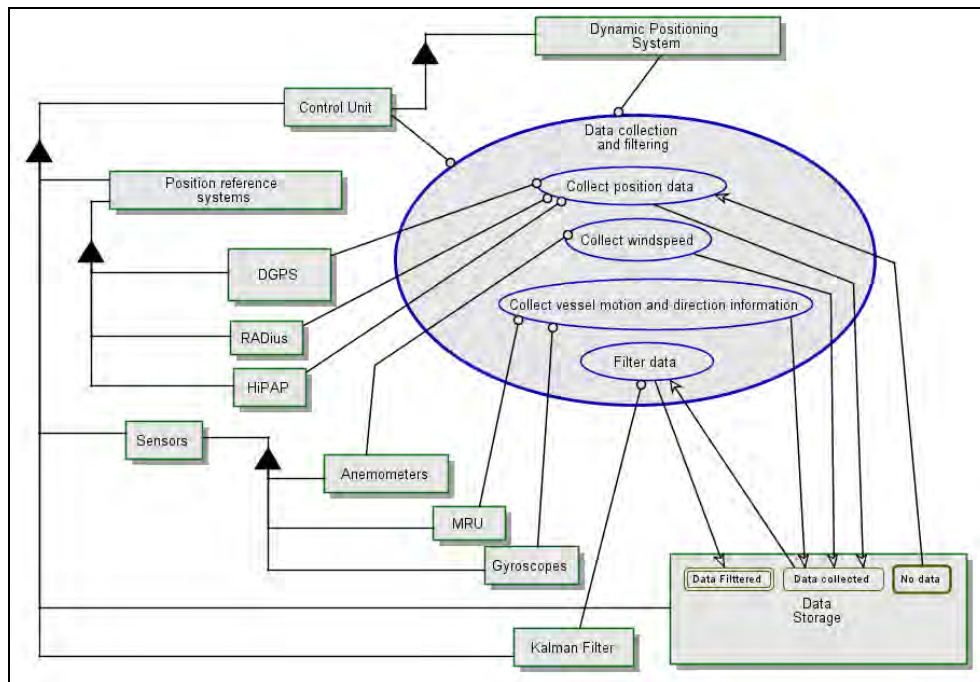 Dynamic Positioning
System
Control Unit
Data collection
and filtering
Position reference
systems
Collect position data
Collect windspeed
DGPS
Collect vessel motion and direction information
RADius
Filter data
HiPAP
Sensors
Anemometers
MRU
Gyroscopes
Data Filttered
Data collected
No data
Data
Storage
Kalman Filter